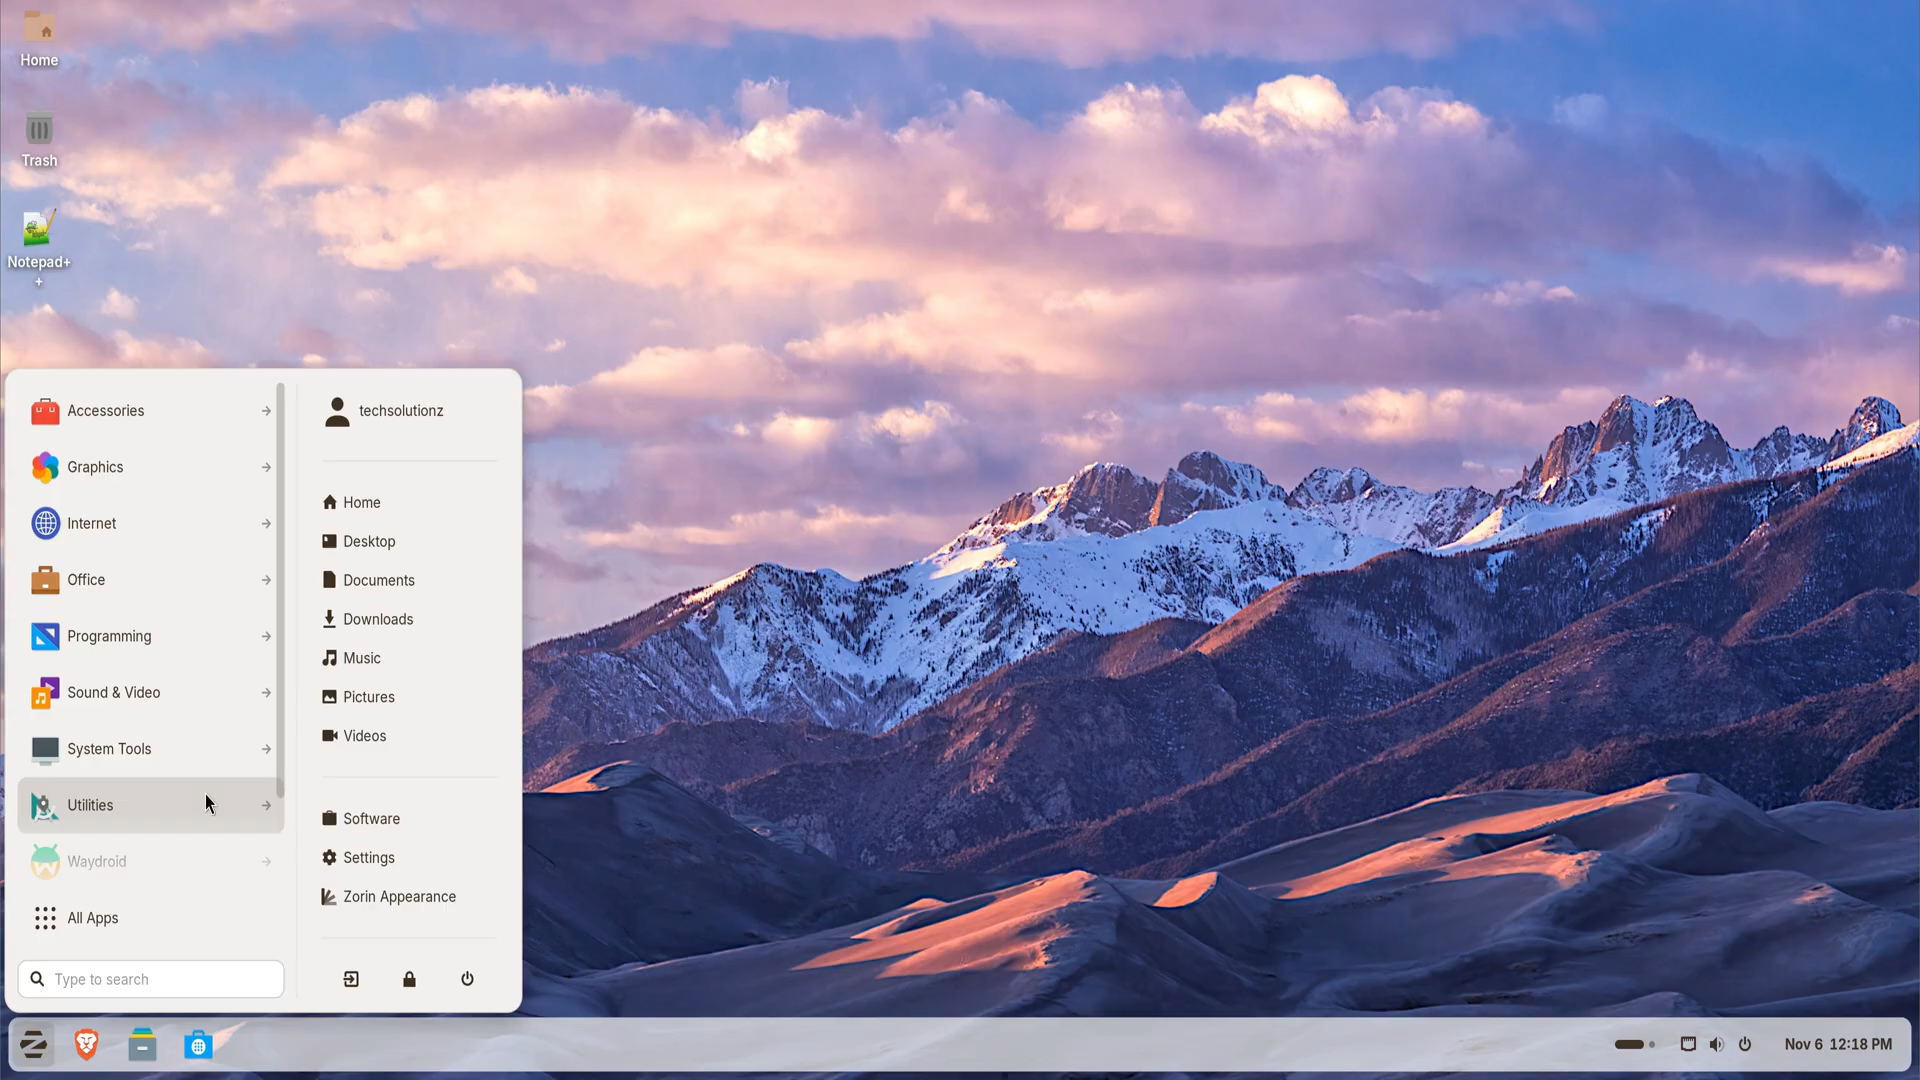 Home
Trash
Notepad+
+
Accessories
Graphics
Internet
Office
Programming
Sound & Video
System Tools
Utilities
Waydroid
All Apps
Type to search
techsolutionz
Home
Desktop
Documents
Downloads
Music
Pictures
Videos
Software
Settings
Zorin Appearance
Nov 6 12:18 PM